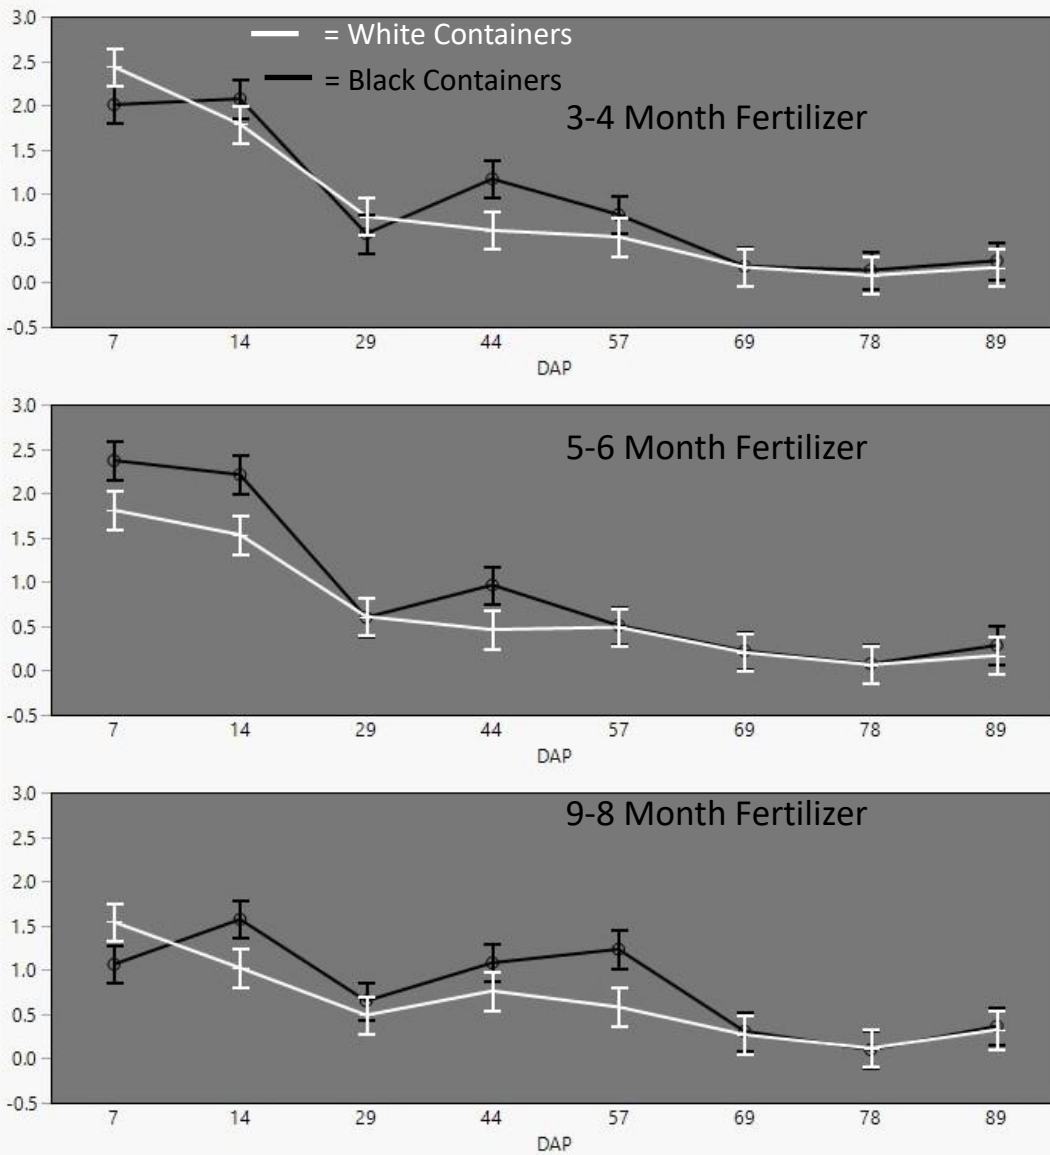 3.0
= White Containers
2.5
= Black Containers
2.0
3-4 Month Fertilizer
1.5
1.0
0.5
0.0
-0.5
7 14 29 44 57 69 78 89
DAP
3.0
2.5
5-6 Month Fertilizer
2.0
1.5
1.0
0.5
0.0
-0.5
7 14 29 44 57 69 78 89
DAP
3.0
9-8 Month Fertilizer
2.5
2.0
1.5
1.0
0.5
0.0
-0.5
7 14 29 44 57 69 78 89
DAP